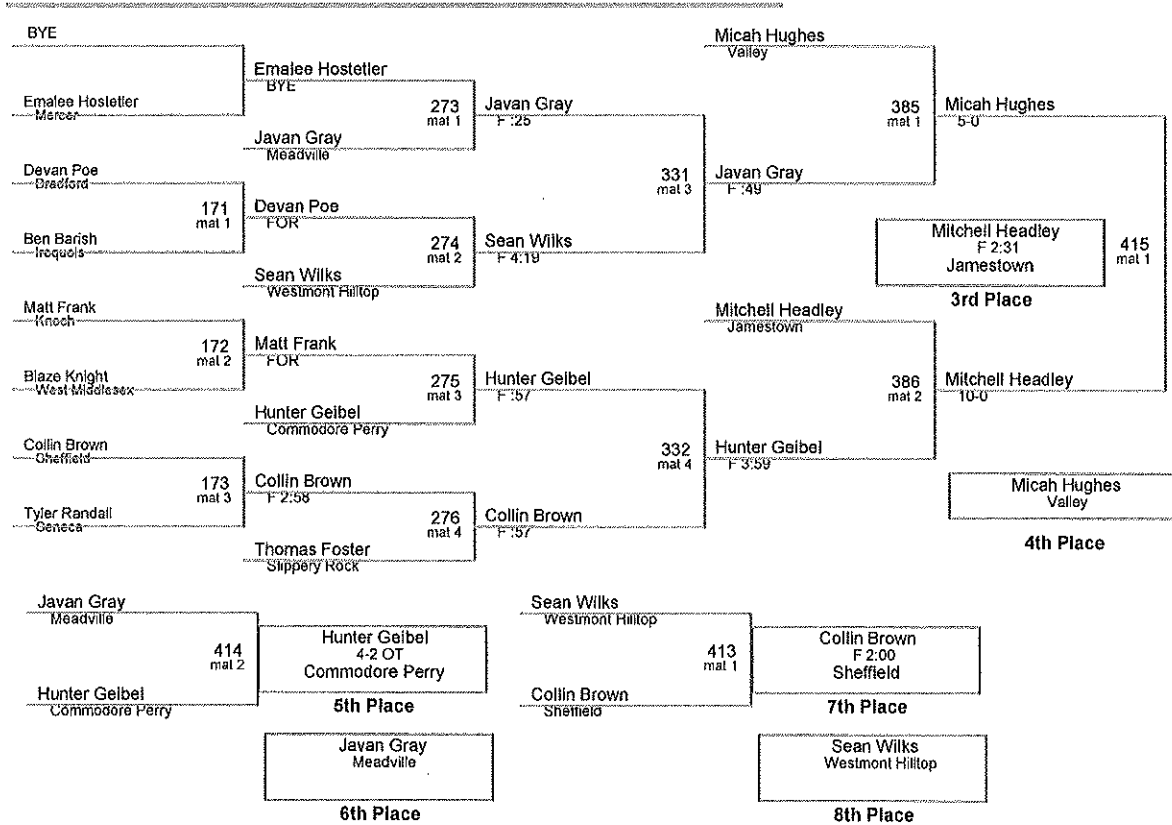 BYE
Emalee Hostetler
Mercer
Devan Poe
Bradford
Ben Barish
Iroquois
Matt Frank
Knoch
Blaze Knight
West Middlesex
Collin Brown
Sheffield
Tyler Randall
Seneca
171
mat 1
172
mat 2
173
mat 3
Emalee Hostetler
BYE
Javan Gray
Meadville
Devan Poe
FOR
Sean Wilks
Westmont Hilltop
Matt Frank
FOR
Hunter Geibel
Commodore Perry
Collin Brown
F 2:58
Thomas Foster
Slippery Rock
273
mat 1
274
mat 2
275
mat 3
276
mat 4
Javan Gray
F :25
Sean Wilks
F 4:19
Hunter Geibel
F :57
Collin Brown
F :57
331
mat 3
332
mat 4
Micah Hughes
Valley
Javan Gray
F :49
Mitchell Headley
Jamestown
Hunter Geibel
F 3:59
385
mat 1
386
mat 2
Micah Hughes
5-0
Mitchell Headley
10-0
415
mat 1
Mitchell Headley
F 2:31
Jamestown
3rd Place
Micah Hughes
Valley
4th Place
Javan Gray
Meadville
Hunter Geibel
Commodore Perry
414
mat 2
Hunter Geibel
4-2 OT
Commodore Perry
5th Place
Javan Gray
Meadville
6th Place
Sean Wilks
Westmont Hilltop
Collin Brown
Sheffield
413
mat 1
Collin Brown
F 2:00
Sheffield
7th Place
Sean Wilks
Westmont Hilltop
8th Place